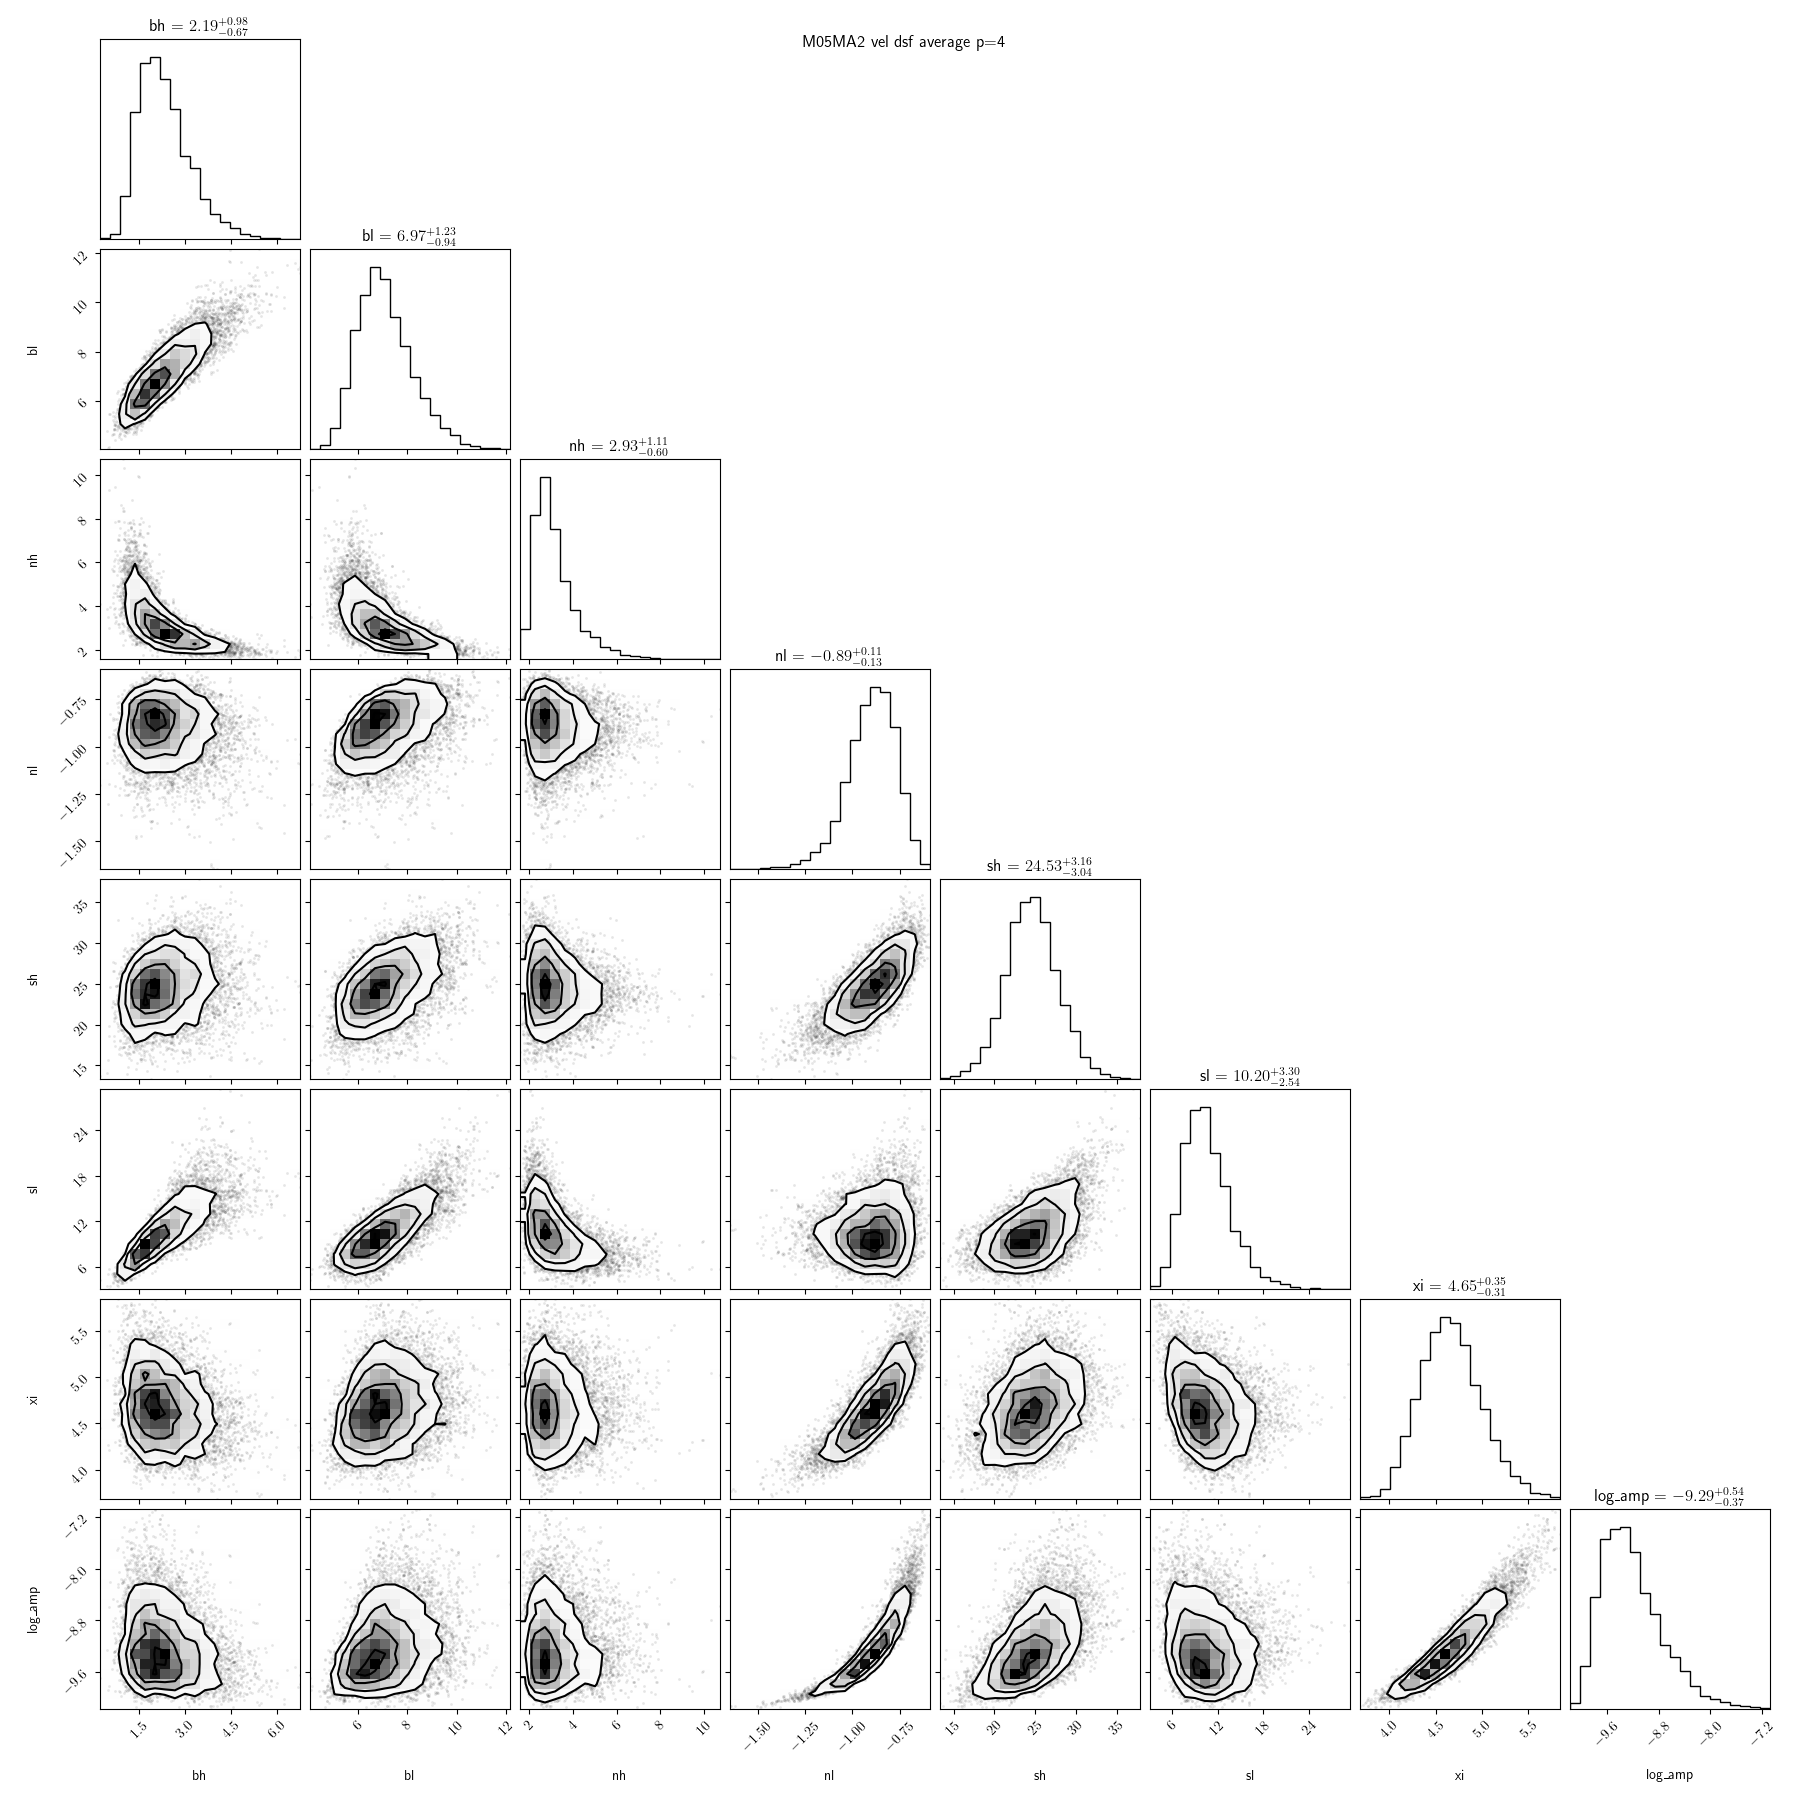 bh = 2.19+0.98−0.67
M05MA2 vel dsf average p=4
bl = 6.97+1.23−0.94
12
10
8
6
bl
nh = 2.93+1.11−0.60
10
8
6
4
2
nh
nl = −0.89+0.11−0.13
−0.75
−1.00
−1.25
−1.50
nl
sh = 24.53+3.16−3.04
35
30
25
20
15
sh
sl = 10.20+3.30−2.54
24
18
12
6
sl
xi = 4.65+0.35−0.31
5.5
5.0
4.5
4.0
xi
log_amp = −9.29+0.54−0.37
−7.2
−8.0
−8.8
−9.6
log_amp
1.5 3.0 4.5 6.0
6 8 10 12
2 4 6 8 10
−1.50 −1.25 −1.00 −0.75
15 20 25 30 35
6 12 18 24
4.0 4.5 5.0 5.5
−9.6 −8.8 −8.0 −7.2
bh bl nh nl sh sl xi log_amp